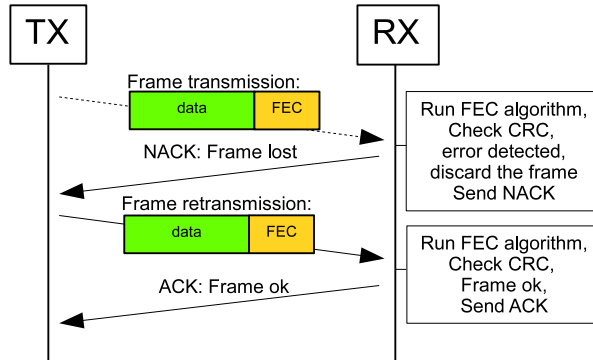 TX
RX
Frame transmission:
data
FEC
Run FEC algorithm,
Check CRC,
error detected,
discard the frame
Send NACK
NACK: Frame lost
Frame retransmission:
data
FEC
Run FEC algorithm,
Check CRC,
Frame ok,
Send ACK
ACK: Frame ok